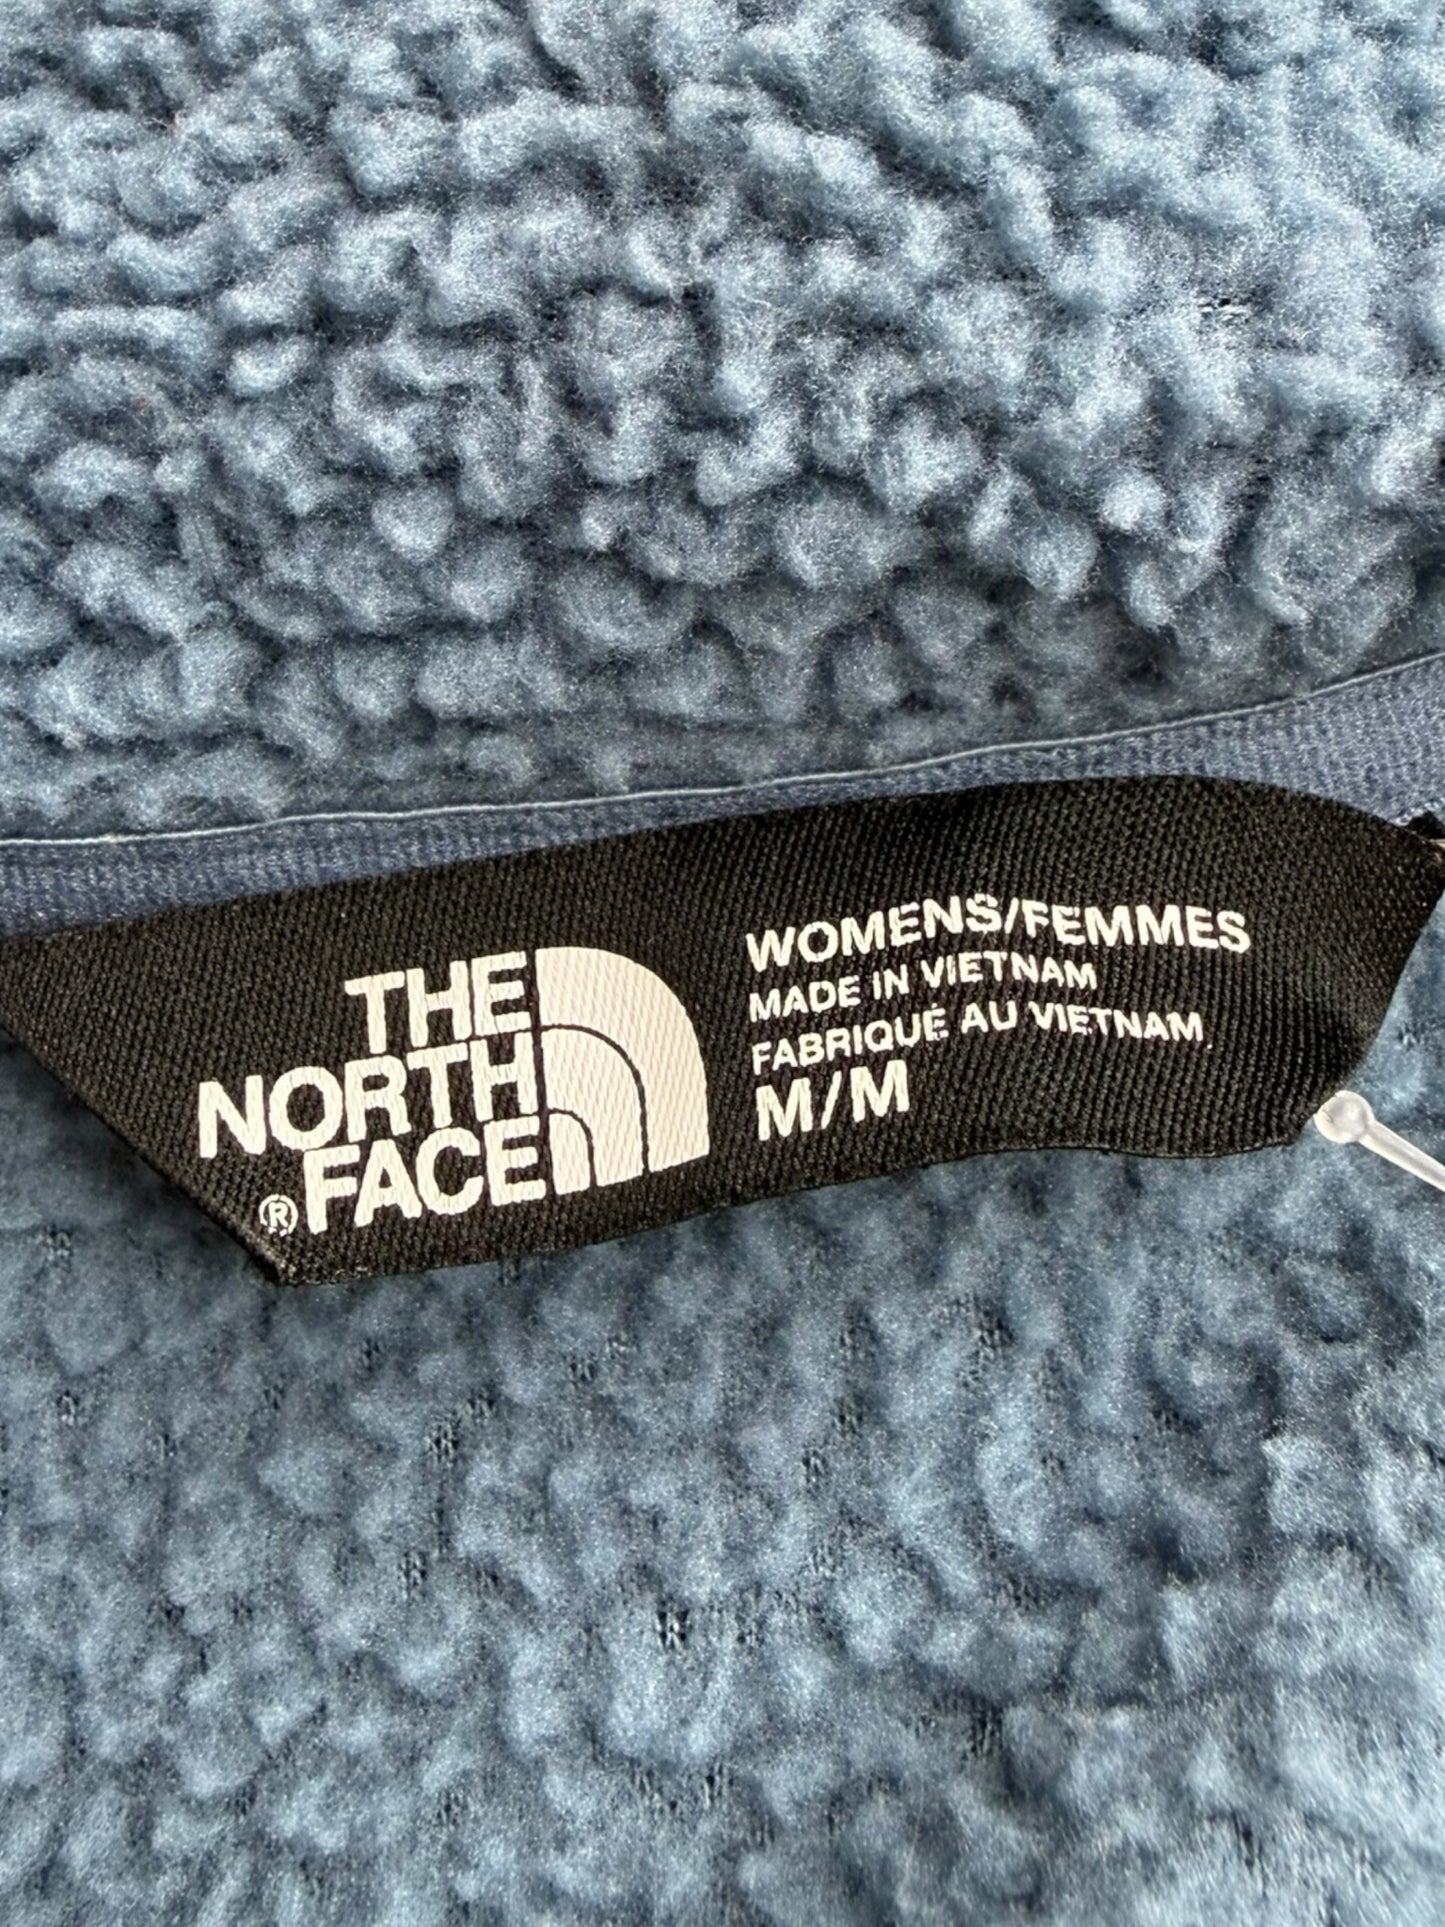 THE
NORTH
FACE
®
WOMENS/FEMMES
MADE IN VIETNAM
FABRIQUÉ AU VIETNAM
M/M